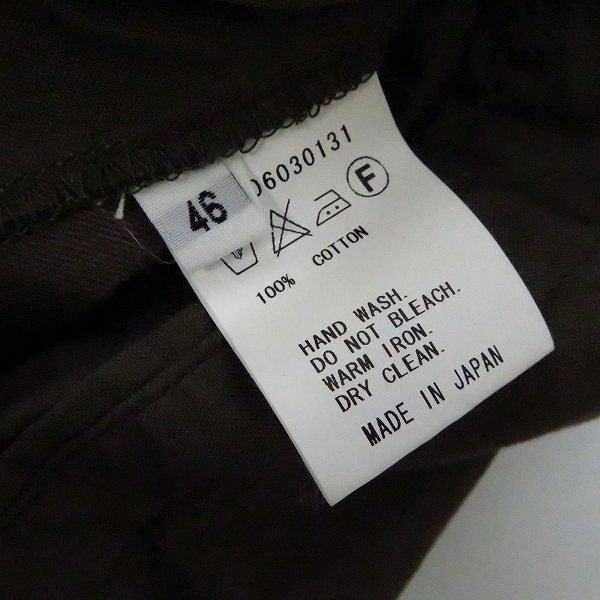 06030131
46
F
100% COTTON
HAND WASH.
DO NOT BLEACH.
WARM IRON.
DRY CLEAN.
MADE IN JAPAN